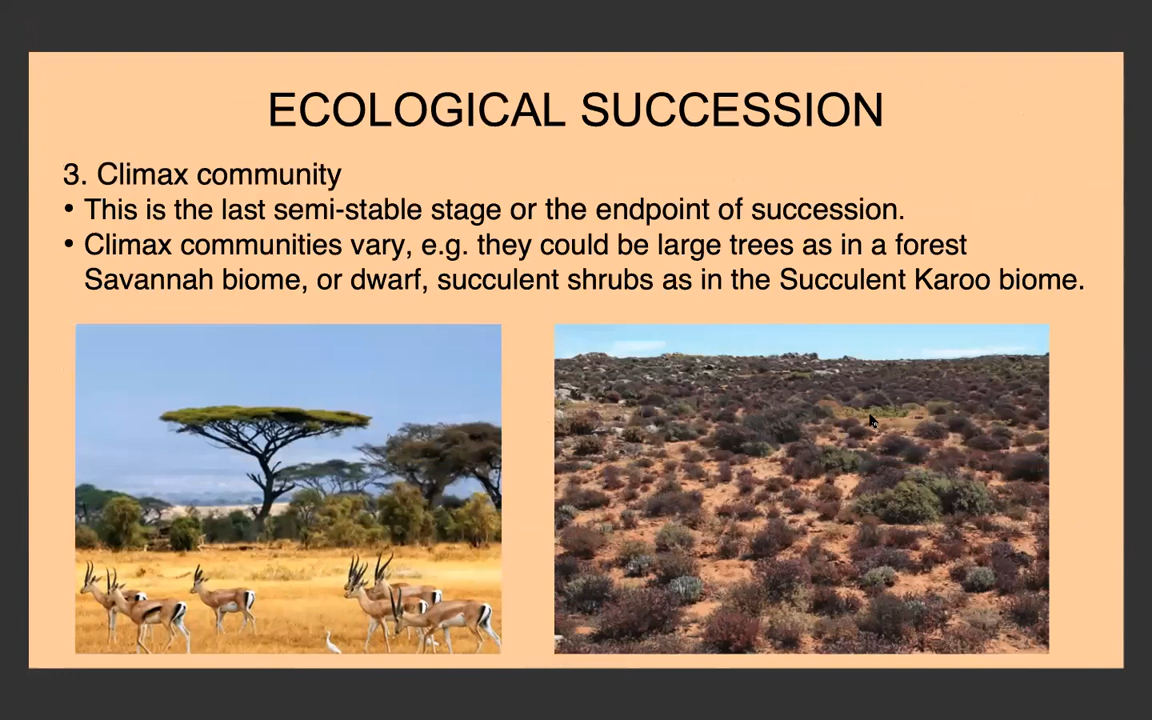 ECOLOGICAL SUCCESSION
3. Climax community
• This is the last semi-stable stage or the endpoint of succession.
• Climax communities vary, e.g. they could be large trees as in a forest
Savannah biome, or dwarf, succulent shrubs as in the Succulent Karoo biome.